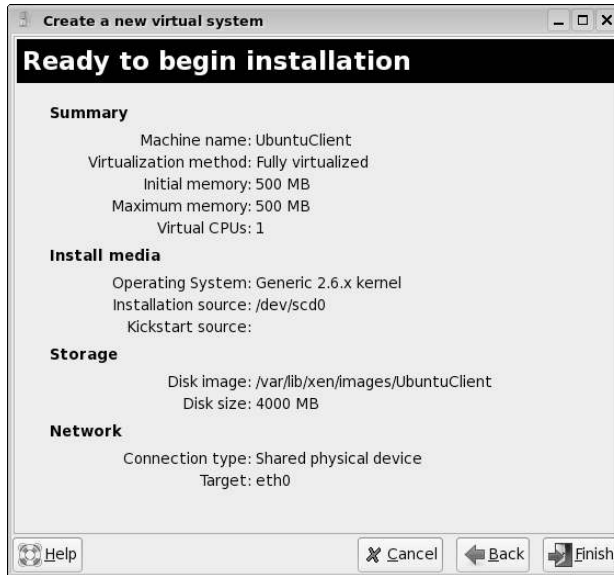 Create a new virtual system
Ready to begin installation
Summary
Machine name: UbuntuClient
Virtualization method: Fully virtualized
Initial memory: 500 MB
Maximum memory: 500 MB
Virtual CPUs: 1
Install media
Operating System: Generic 2.6.x kernel
Installation source: /dev/scd0
Kickstart source:
Storage
Disk image: /var/lib/xen/images/UbuntuClient
Disk size: 4000 MB
Network
Connection type: Shared physical device
Target: eth0
Help
Cancel
Back
Finish